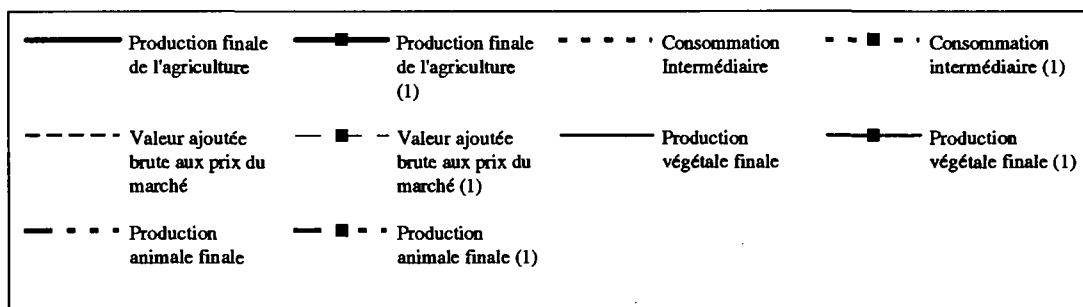 Production finale
de l'agriculture
Production finale
de l'agriculture
(1)
Consommation
Intermédiaire
Consommation
intermédiaire (1)
Valeur ajoutée
brute aux prix du
marché
Valeur ajoutée
brute aux prix du
marché (1)
Production
végétale finale
Production
végétale finale (1)
Production
animale finale
Production
animale finale (1)